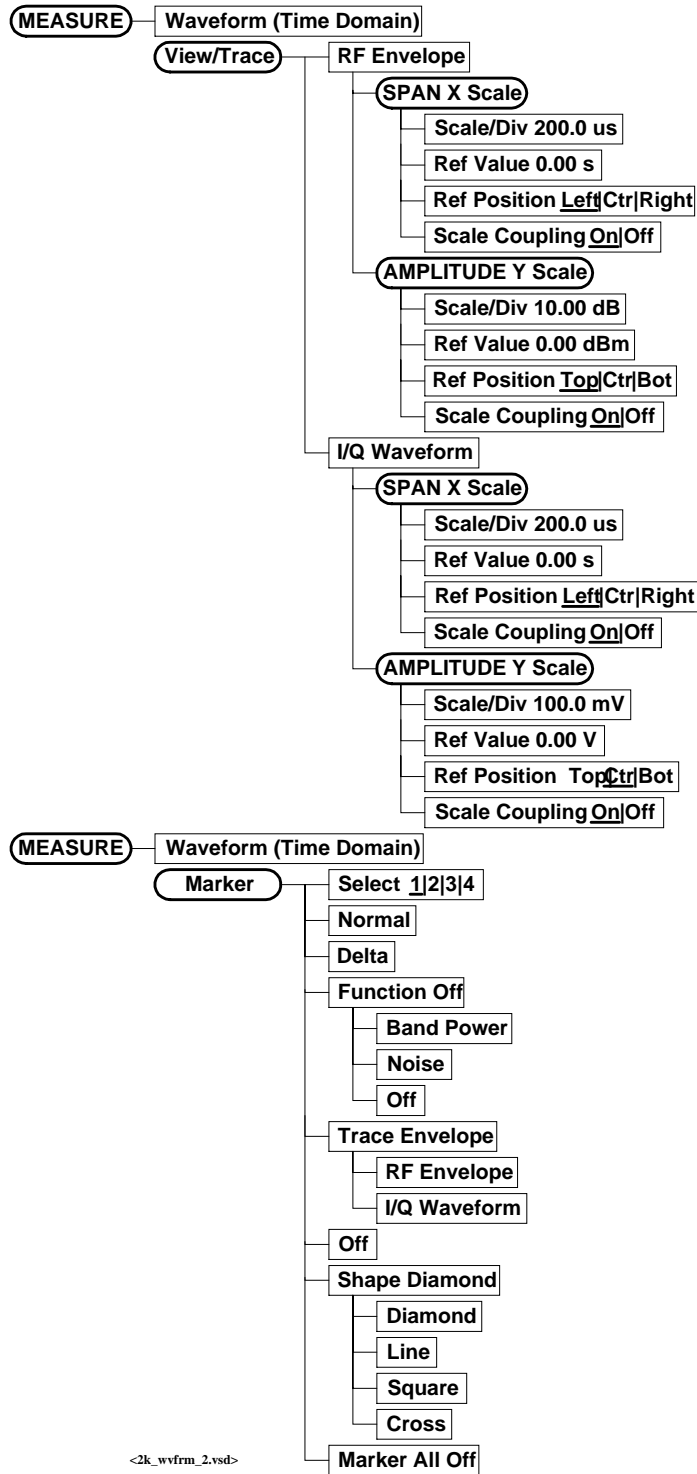 MEASURE
Waveform (Time Domain)
View/Trace
RF Envelope
SPAN X Scale
Scale/Div 200.0 us
Ref Value 0.00 s
Ref Position Left|Ctr|Right
Scale Coupling On|Off
AMPLITUDE Y Scale
Scale/Div 10.00 dB
Ref Value 0.00 dBm
Ref Position Top|Ctr|Bot
Scale Coupling On|Off
I/Q Waveform
SPAN X Scale
Scale/Div 200.0 us
Ref Value 0.00 s
Ref Position Left|Ctr|Right
Scale Coupling On|Off
AMPLITUDE Y Scale
Scale/Div 100.0 mV
Ref Value 0.00 V
Ref Position Top|Ctr|Bot
Scale Coupling On|Off
MEASURE
Waveform (Time Domain)
Marker
Select 1|2|3|4
Normal
Delta
Function Off
Band Power
Noise
Off
Trace Envelope
RF Envelope
I/Q Waveform
Off
Shape Diamond
Diamond
Line
Square
Cross
Marker All Off
<2k_wvfrm_2.vsd>